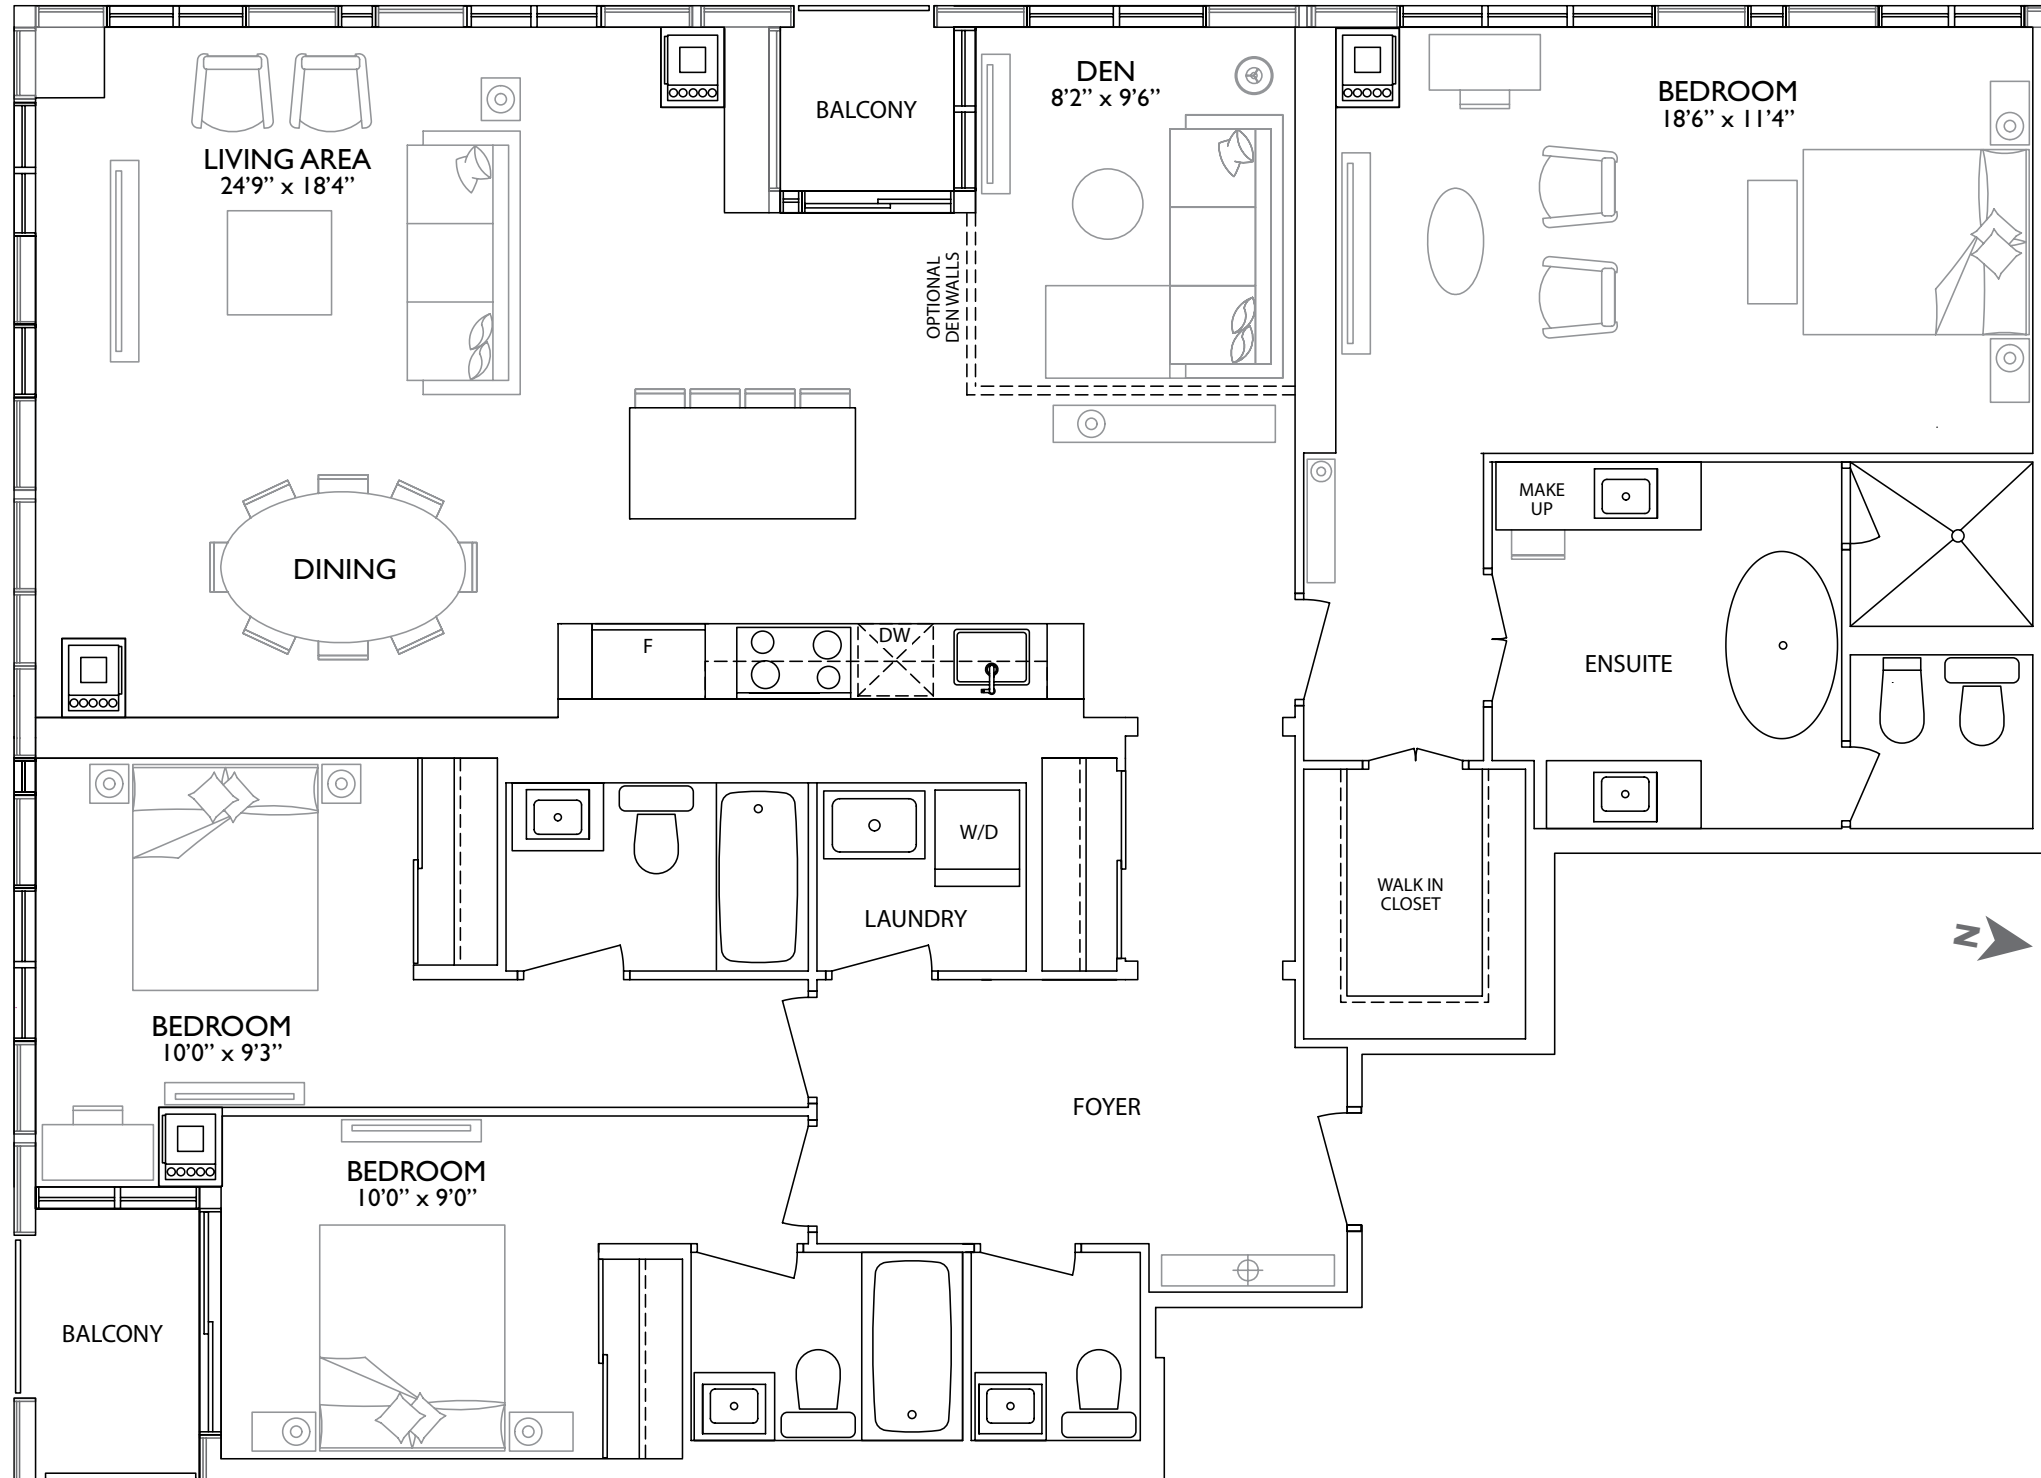 LIVING AREA
24'9” x 18'4”
BALCONY
DEN
8'2” x 9'6”
BEDROOM
18'6” x 11'4”
OPTIONAL
DEN WALLS
DINING
MAKE
UP
F
DW
ENSUITE
W/D
LAUNDRY
WALK IN
CLOSET
N
BEDROOM
10'0” x 9'3”
FOYER
BEDROOM
10'0” x 9'0”
BALCONY